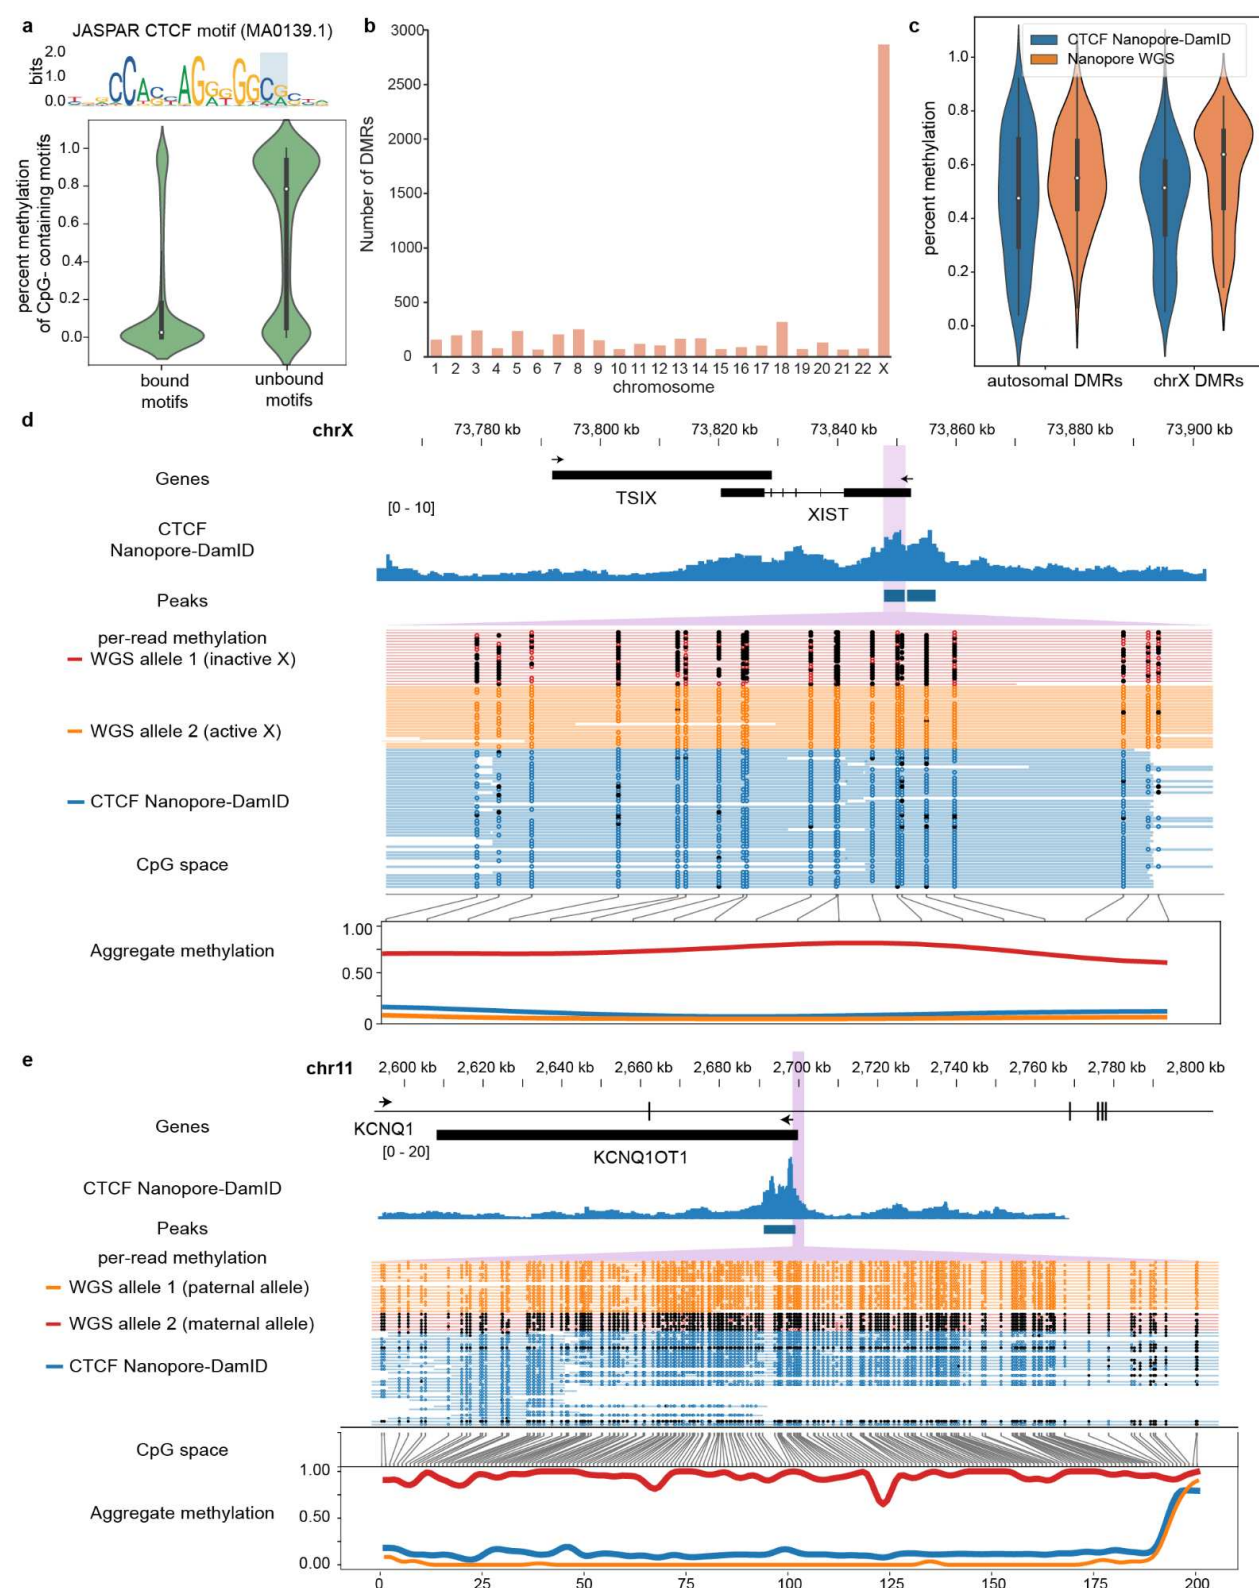 a
JASPAR CTCF motif (MA0139.1)
bits
2.0
1.0
0.0
percent methylation
of CpG- containing motifs
1.0
0.8
0.6
0.4
0.2
0.0
bound
motifs
unbound
motifs
b
Number of DMRs
3000
2500
2000
1500
1000
500
0
1 2 3 4 5 6 7 8 9 10 11 12 13 14 15 16 17 18 19 20 21 22 X
chromosome
c
CTCF Nanopore-DamID
Nanopore WGS
percent methylation
1.0
0.8
0.6
0.4
0.2
0.0
autosomal DMRs
chrX DMRs
d
chrX
73,780 kb 73,800 kb 73,820 kb 73,840 kb 73,860 kb 73,880 kb 73,900 kb
Genes
TSIX
XIST
[0 - 10]
CTCF
Nanopore-DamID
Peaks
per-read methylation
WGS allele 1 (inactive X)
WGS allele 2 (active X)
CTCF Nanopore-DamID
CpG space
Aggregate methylation
1.00
0.50
0
e
chr11
2,600 kb 2,620 kb 2,640 kb 2,660 kb 2,680 kb 2,700 kb 2,720 kb 2,740 kb 2,760 kb 2,780 kb 2,800 kb
Genes
KCNQ1
[0 - 20]
KCNQ1OT1
CTCF Nanopore-DamID
Peaks
per-read methylation
WGS allele 1 (paternal allele)
WGS allele 2 (maternal allele)
CTCF Nanopore-DamID
CpG space
Aggregate methylation
1.00
0.50
0.00
0 25 50 75 100 125 150 175 200